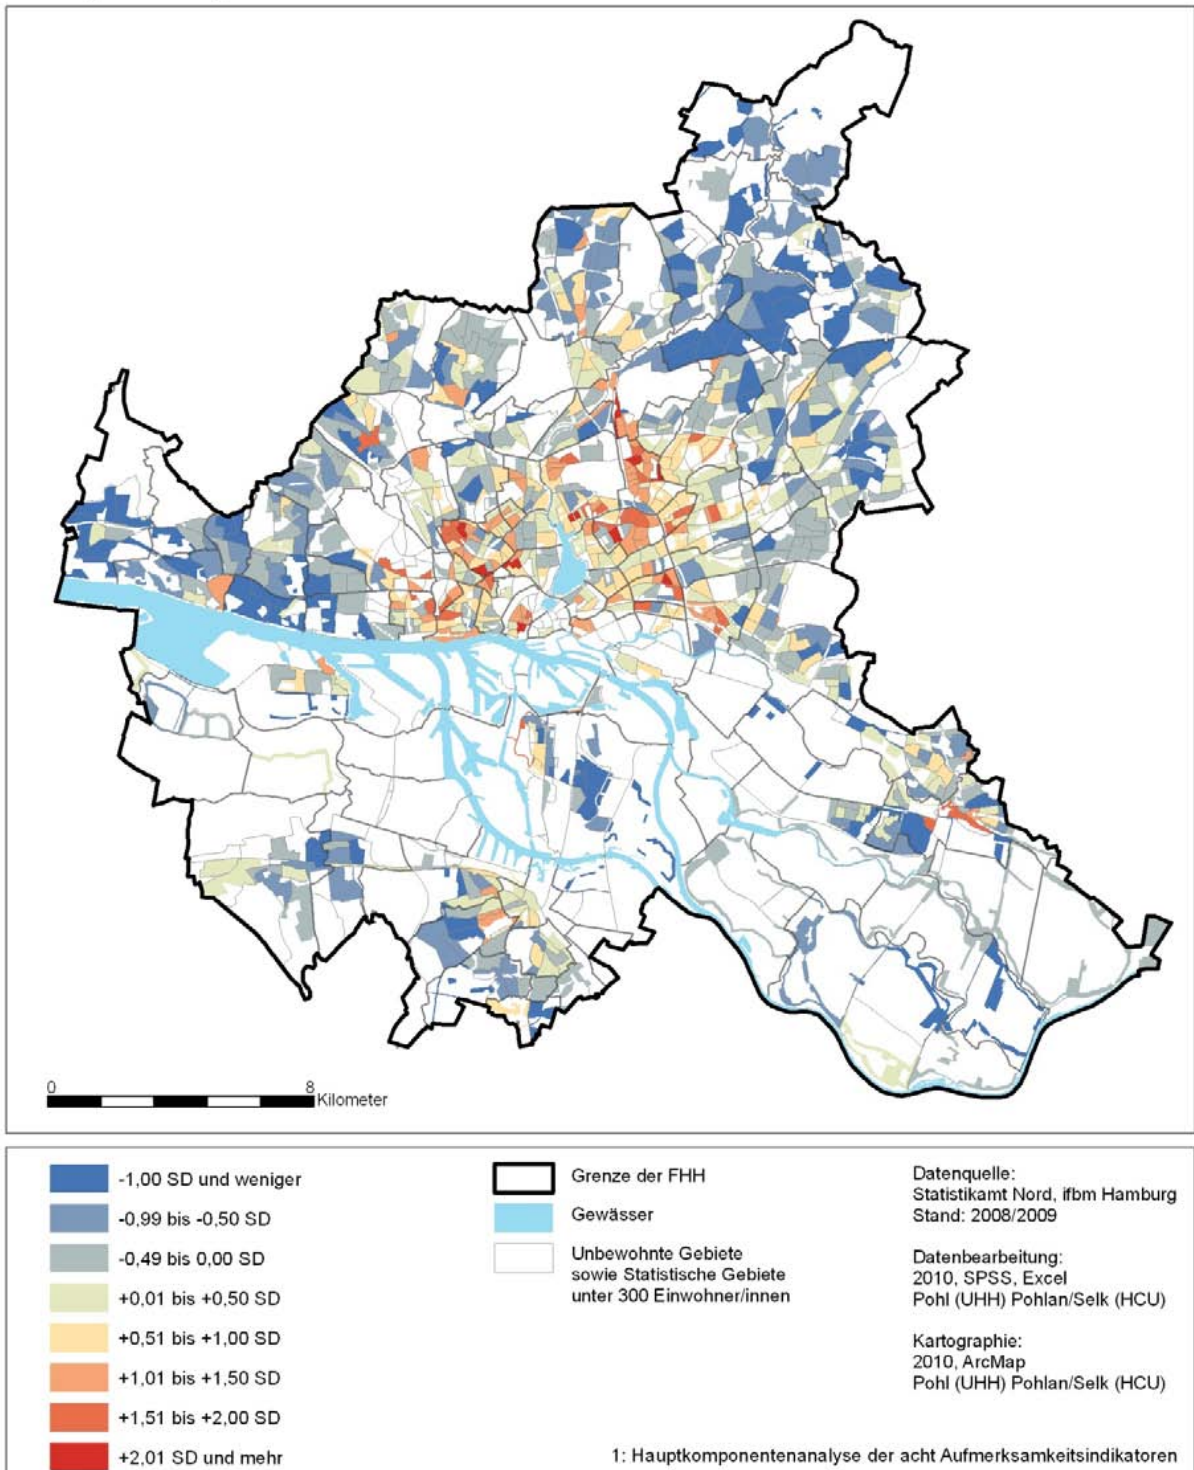 0 8
Kilometer
-1,00 SD und weniger
-0,99 bis -0,50 SD
-0,49 bis 0,00 SD
+0,01 bis +0,50 SD
+0,51 bis +1,00 SD
+1,01 bis +1,50 SD
+1,51 bis +2,00 SD
+2,01 SD und mehr
Grenze der FHH
Gewässer
Unbewohnte Gebiete
sowie Statistische Gebiete
unter 300 Einwohner/innen
Datenquelle:
Statistikamt Nord, ifbm Hamburg
Stand: 2008/2009
Datenbearbeitung:
2010, SPSS, Excel
Pohl (UHH) Pohlan/Selk (HCU)
Kartographie:
2010, ArcMap
Pohl (UHH) Pohlan/Selk (HCU)
1: Hauptkomponentenanalyse der acht Aufmerksamkeitsindikatoren